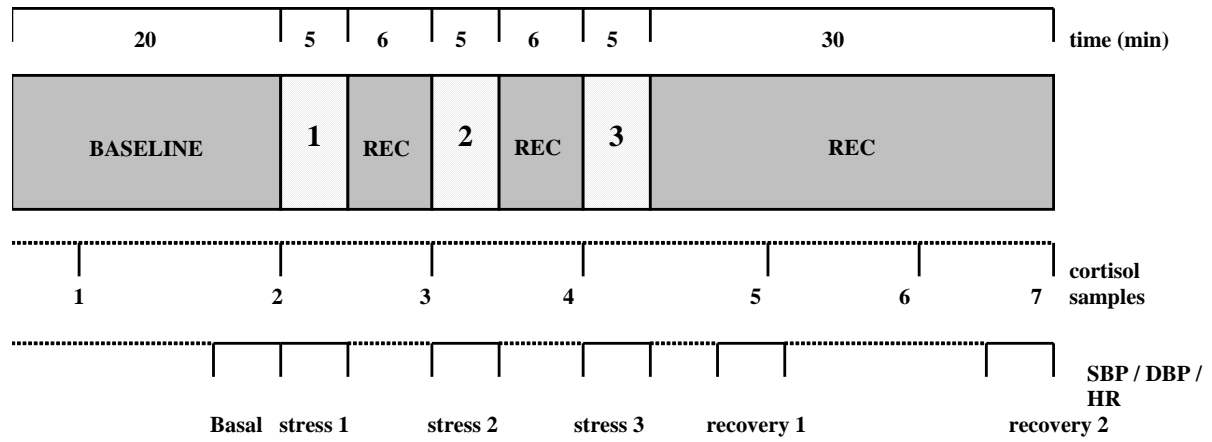 20 5 6 5 6 5 30 time (min)
BASELINE 1 REC 2 REC 3 REC
cortisol
1 2 3 4 5 6 7 samples
SBP / DBP /
HR
Basal stress 1 stress 2 stress 3 recovery 1 recovery 2